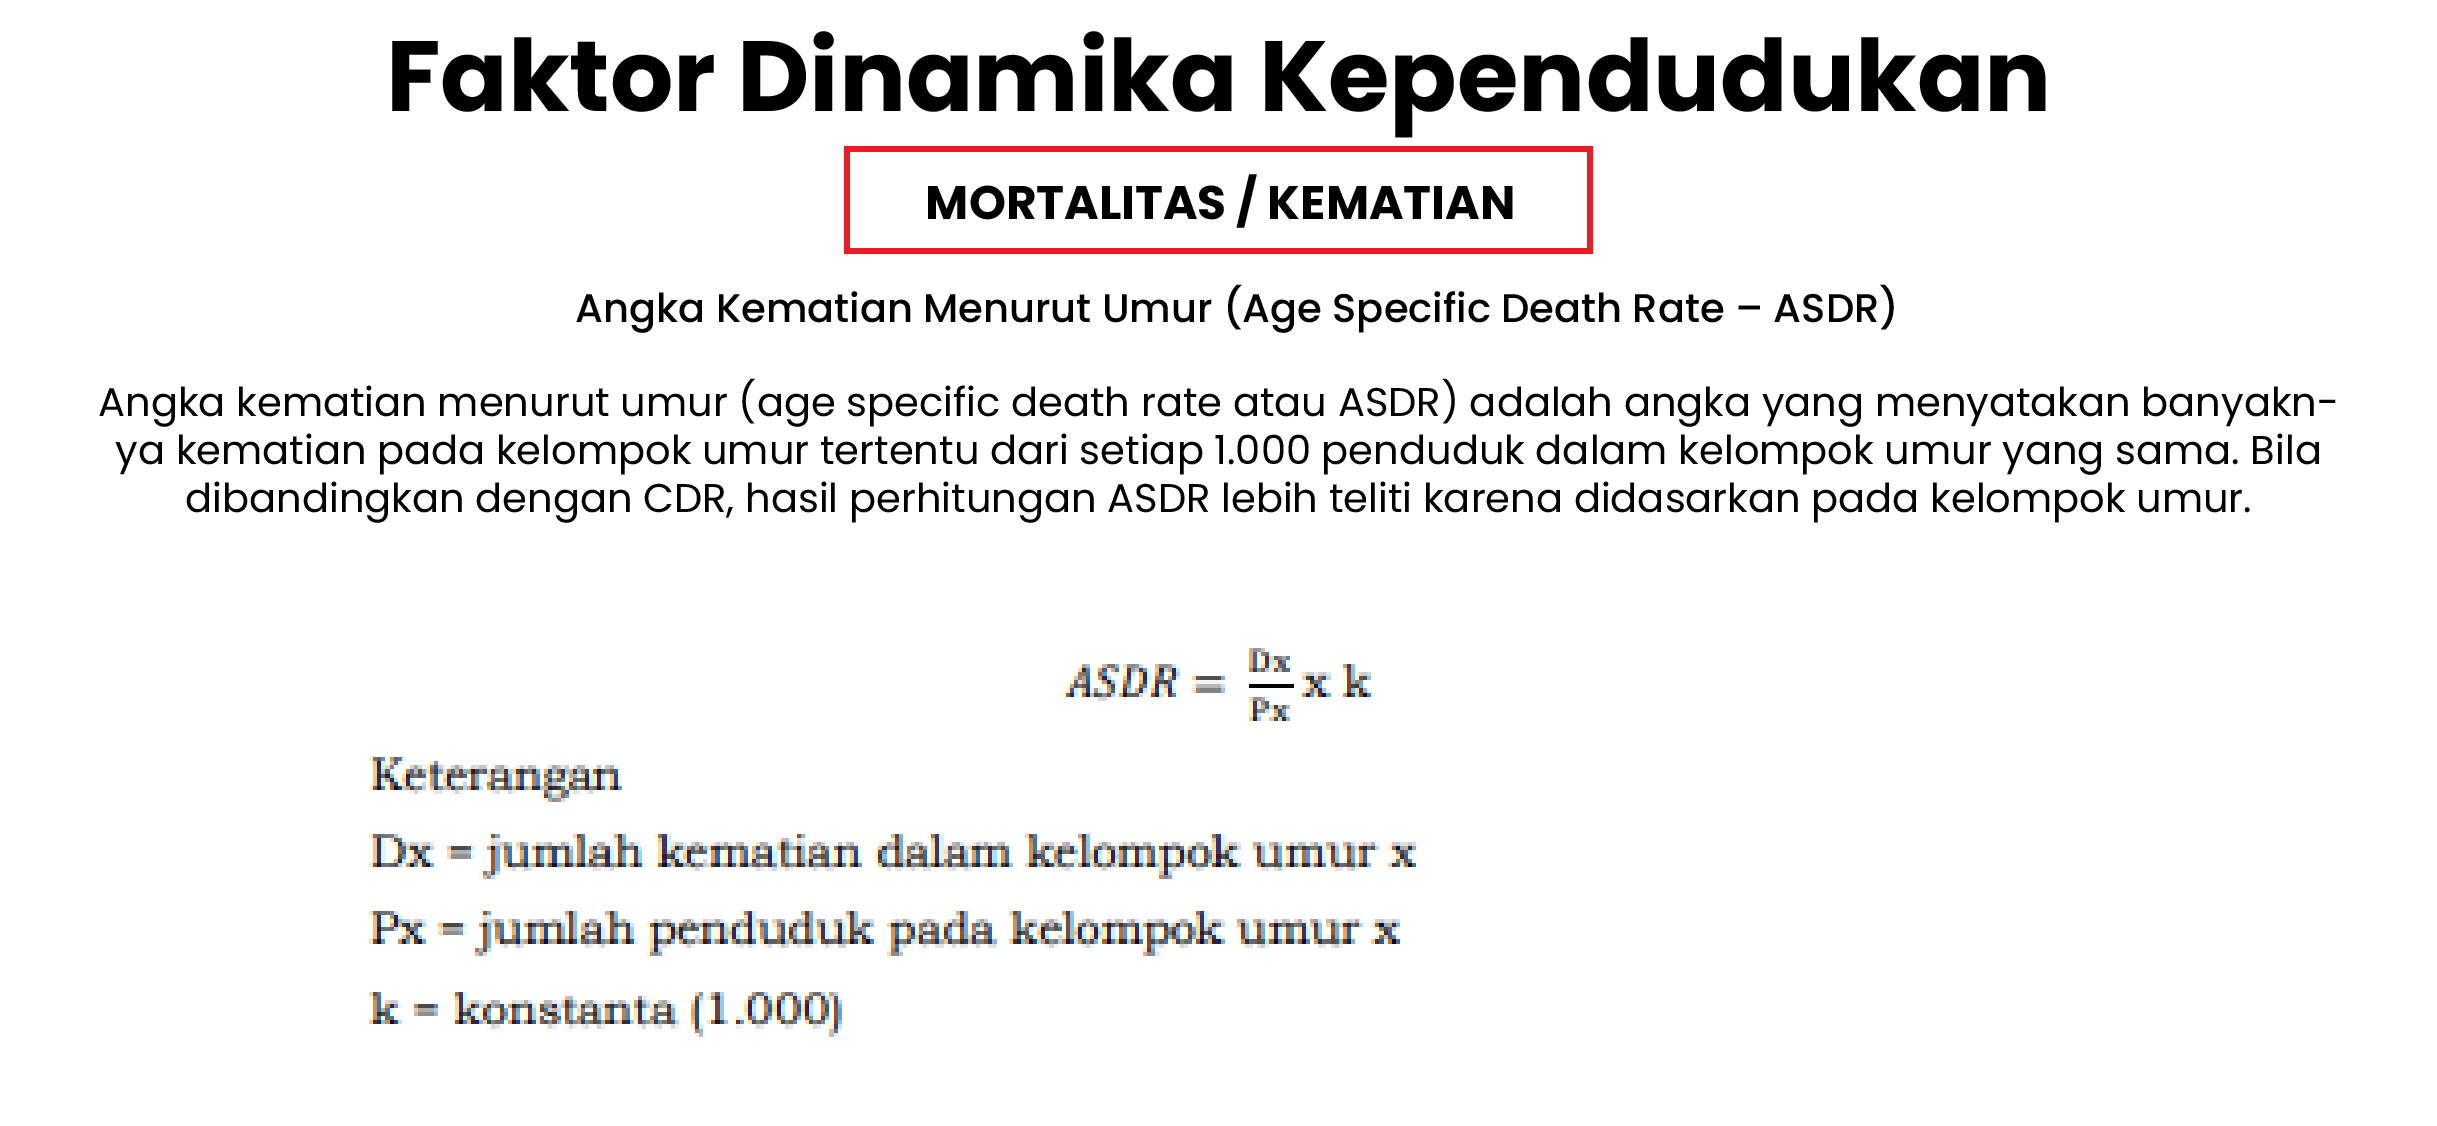 Faktor Dinamika Kependudukan
MORTALITAS / KEMATIAN
Angka Kematian Menurut Umur (Age Specific Death Rate – ASDR)
Angka kematian menurut umur (age specific death rate atau ASDR) adalah angka yang menyatakan banyakn-
ya kematian pada kelompok umur tertentu dari setiap 1.000 penduduk dalam kelompok umur yang sama. Bila
dibandingkan dengan CDR, hasil perhitungan ASDR lebih teliti karena didasarkan pada kelompok umur.
ASDR = Dx/Px x k
Keterangan
Dx = jumlah kematian dalam kelompok umur x
Px = jumlah penduduk pada kelompok umur x
k = konstanta (1.000)